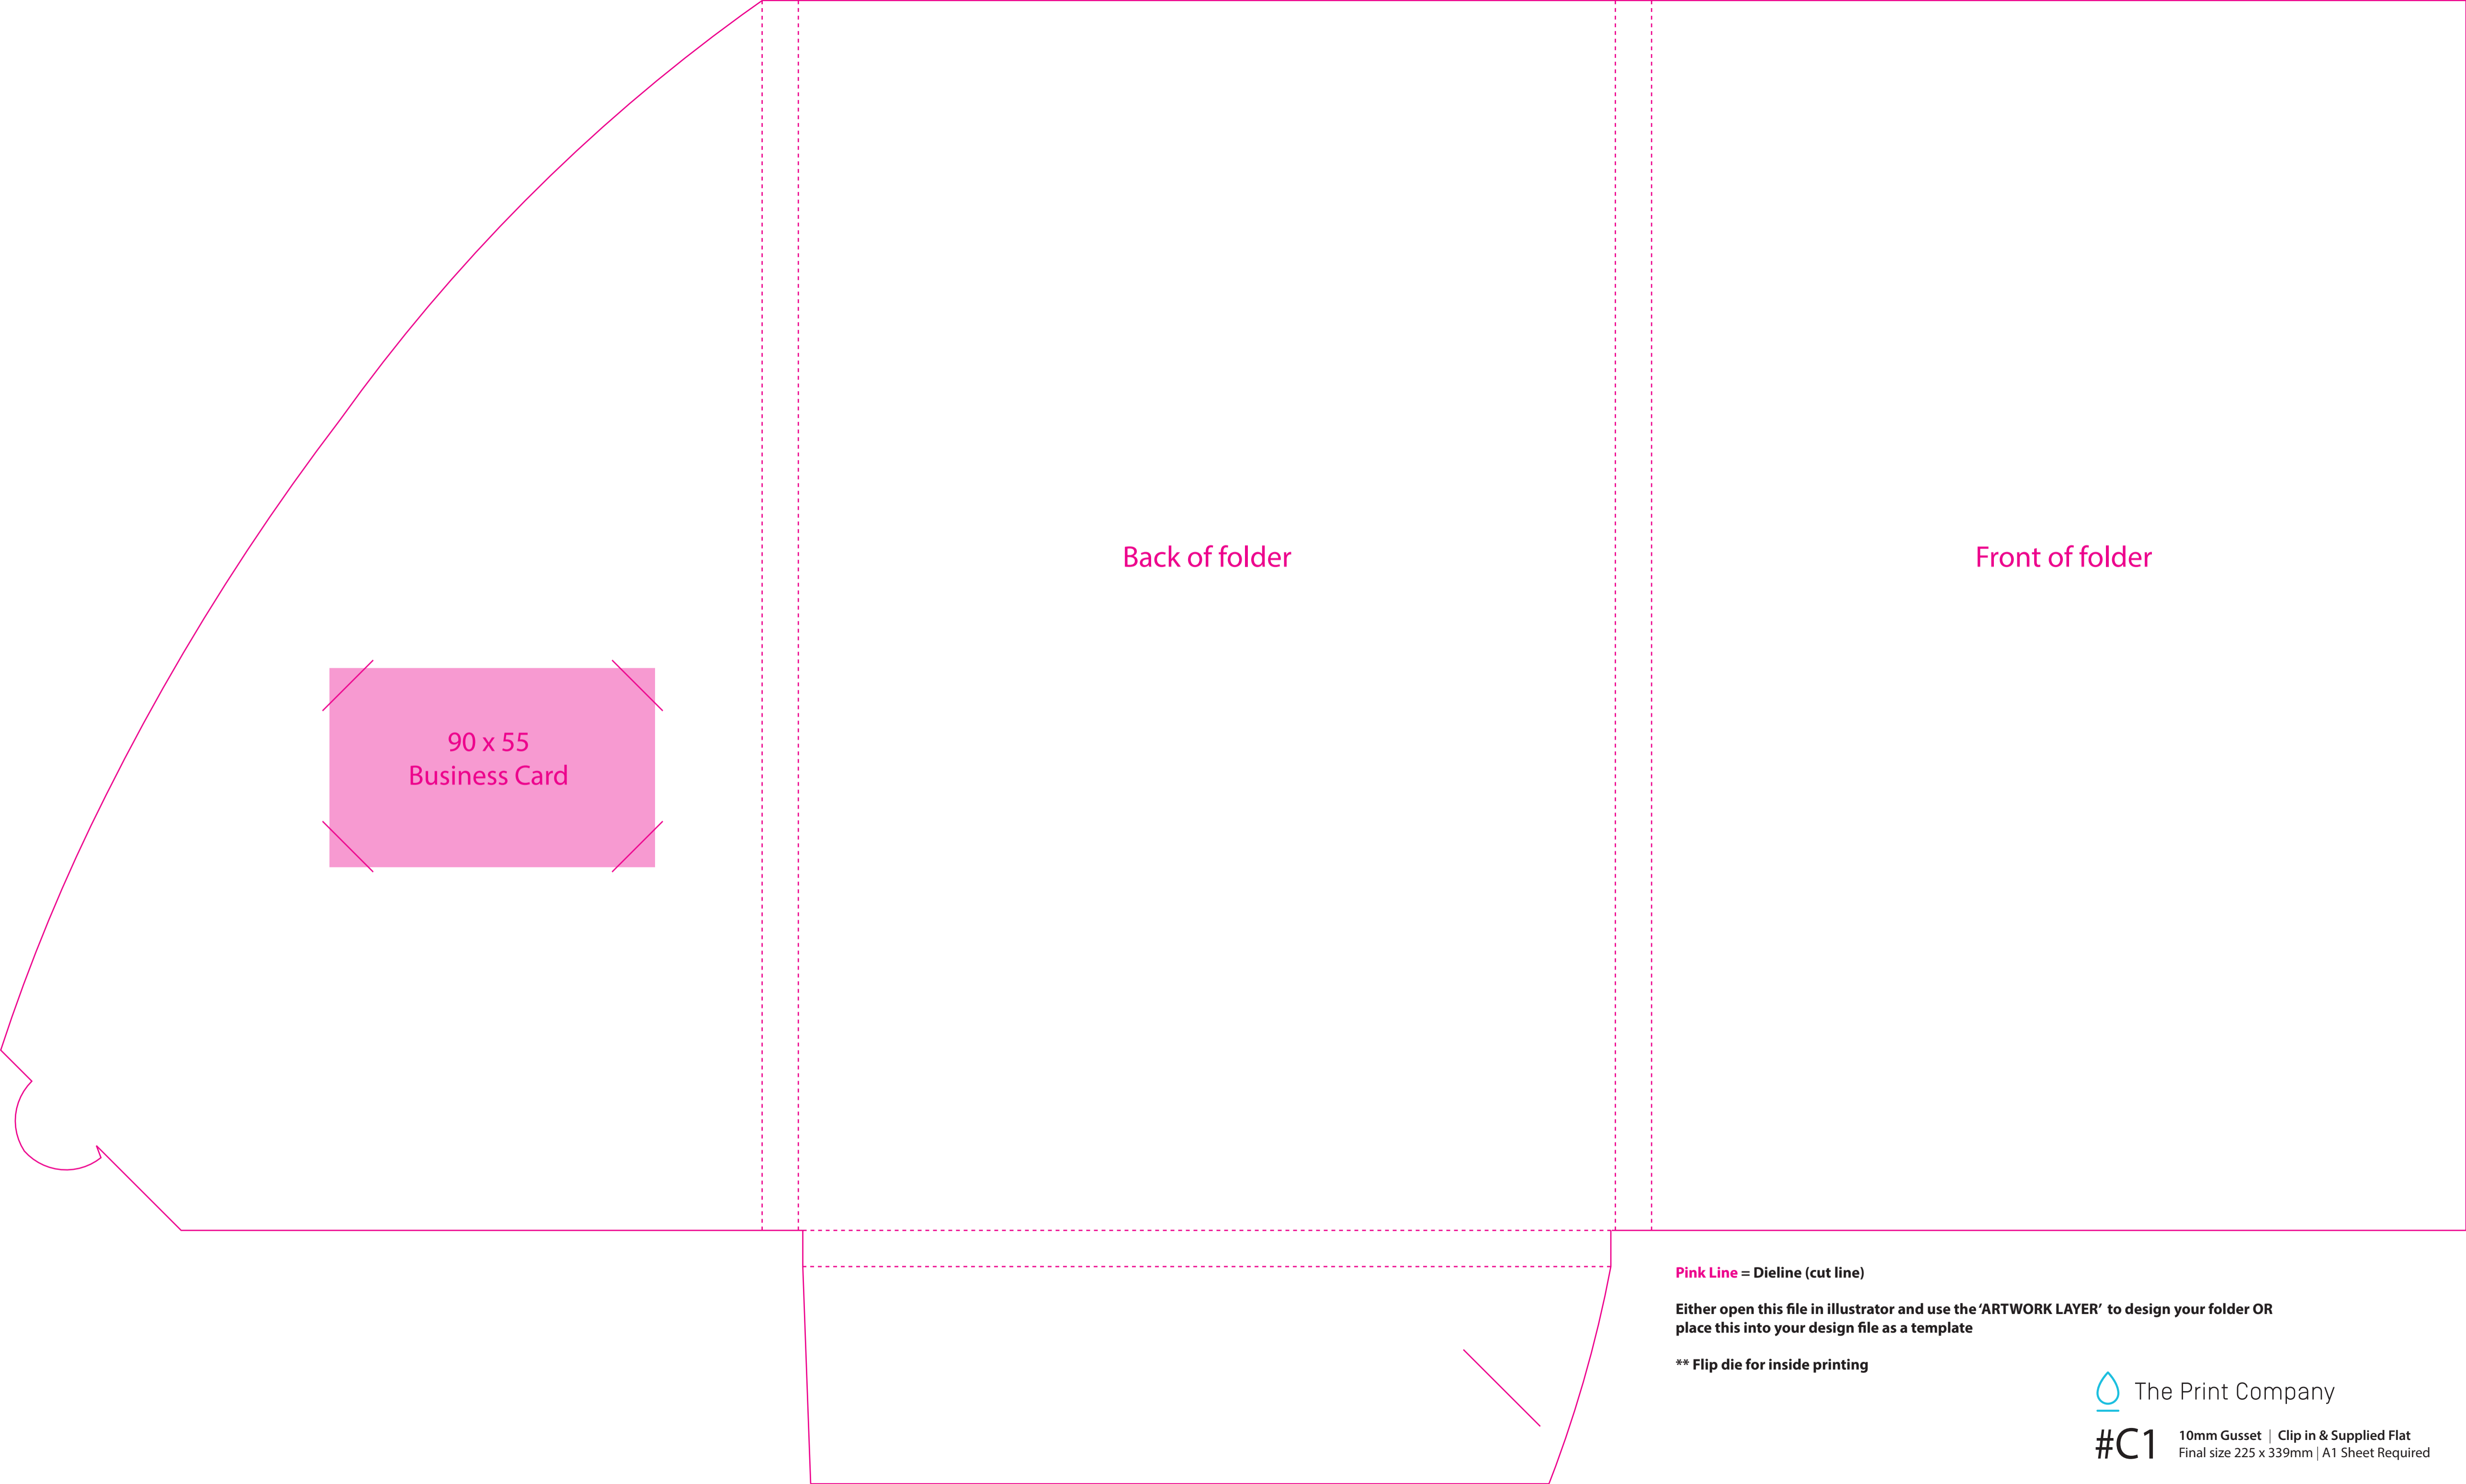 Back of folder
Front of folder
90 x 55
Business Card
Pink Line = Dieline (cut line)
Either open this file in illustrator and use the ‘ARTWORK LAYER’ to design your folder OR
place this into your design file as a template
** Flip die for inside printing
The Print Company
#C1
10mm Gusset | Clip in & Supplied Flat
Final size 225 x 339mm | A1 Sheet Required